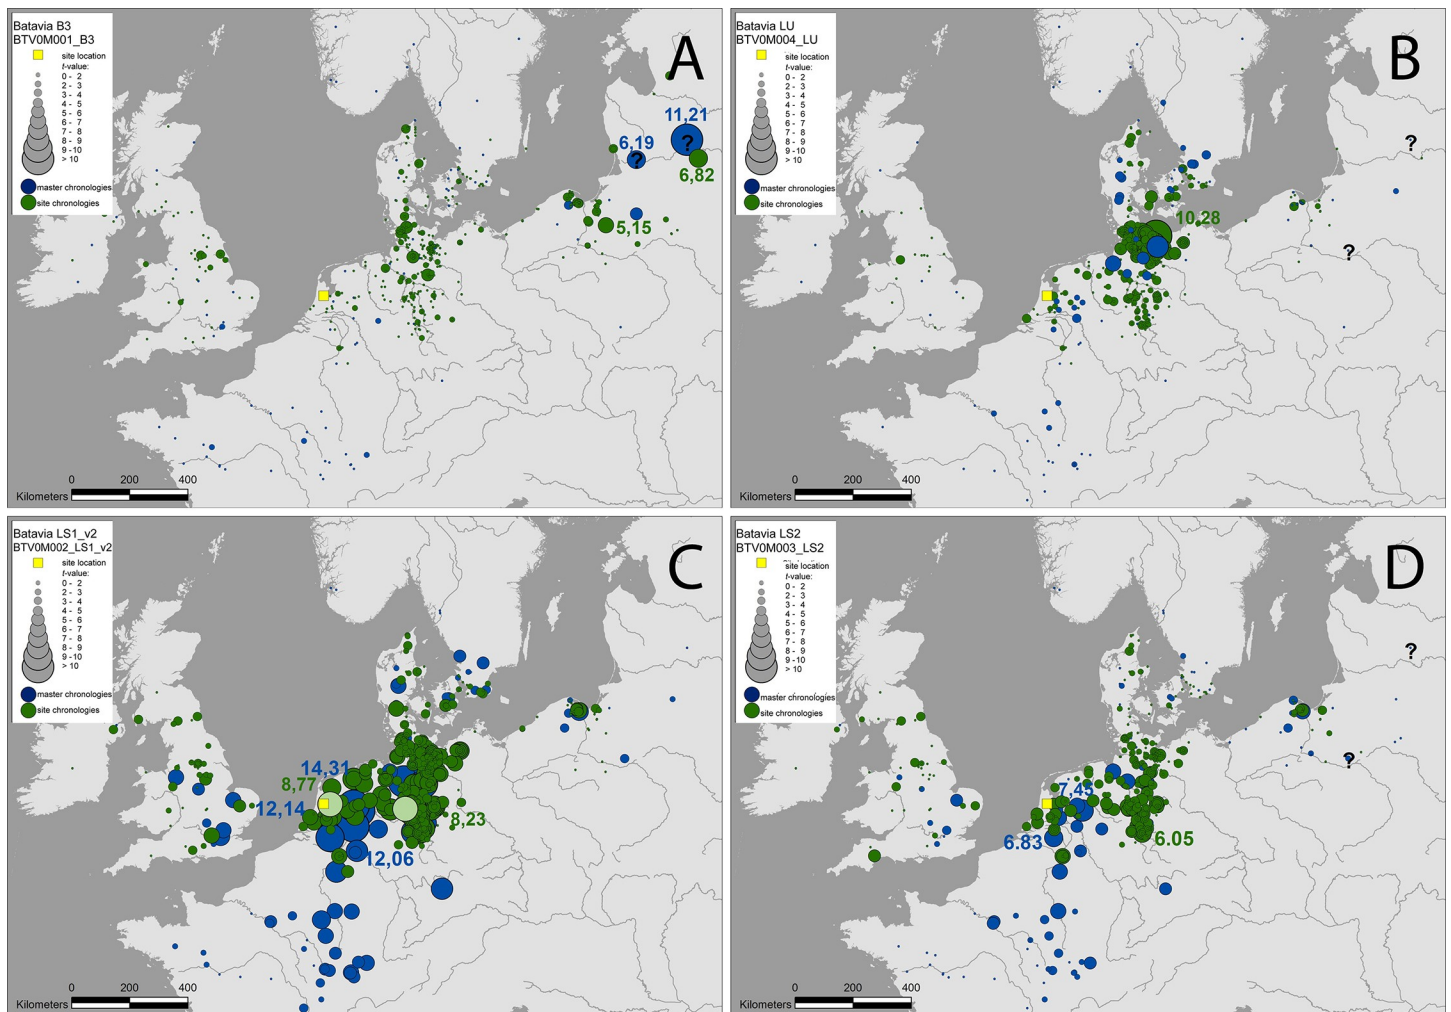 Batavia B3
BTV0M001_B3
site location
t-value:
0 - 2
2 - 3
3 - 4
4 - 5
5 - 6
6 - 7
7 - 8
8 - 9
9 -10
> 10
master chronologies
site chronologies
A
11,21
?
6,19
?
6,82
5,15
0 200 400
Kilometers
Batavia LU
BTV0M004_LU
site location
t-value:
0 - 2
2 - 3
3 - 4
4 - 5
5 - 6
6 - 7
7 - 8
8 - 9
9 -10
> 10
master chronologies
site chronologies
B
?
10,28
?
0 200 400
Kilometers
Batavia LS1_v2
BTV0M002_LS1_v2
site location
t-value:
0 - 2
2 - 3
3 - 4
4 - 5
5 - 6
6 - 7
7 - 8
8 - 9
9 -10
> 10
master chronologies
site chronologies
C
14,31
8,77
12,14
8,23
12,06
0 200 400
Kilometers
Batavia LS2
BTV0M003_LS2
site location
t-value:
0 - 2
2 - 3
3 - 4
4 - 5
5 - 6
6 - 7
7 - 8
8 - 9
9 -10
> 10
master chronologies
site chronologies
D
?
?
7,45
6.83
6.05
0 200 400
Kilometers